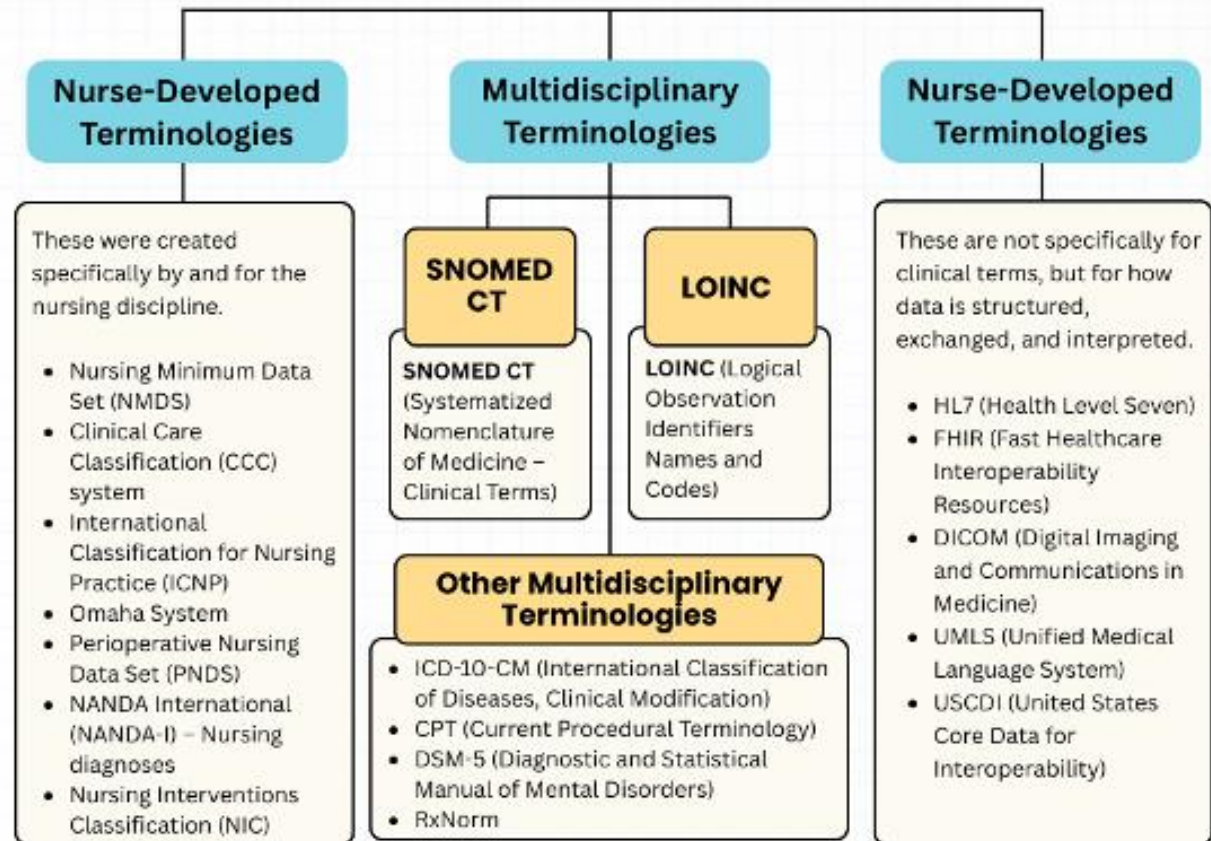 Nurse-Developed
Terminologies
These were created
specifically by and for the
nursing discipline.
• Nursing Minimum Data
Set (NMDS)
• Clinical Care
Classification (CCC)
system
• International
Classification for Nursing
Practice (ICNP)
• Omaha System
• Perioperative Nursing
Data Set (PNDS)
• NANDA International
(NANDA-I) – Nursing
diagnoses
• Nursing Interventions
Classification (NIC)
Multidisciplinary
Terminologies
SNOMED
CT
SNOMED CT
(Systematized
Nomenclature
of Medicine –
Clinical Terms)
LOINC
LOINC (Logical
Observation
Identifiers
Names and
Codes)
Other Multidisciplinary
Terminologies
• ICD-10-CM (International Classification
of Diseases, Clinical Modification)
• CPT (Current Procedural Terminology)
• DSM-5 (Diagnostic and Statistical
Manual of Mental Disorders)
• RxNorm
Nurse-Developed
Terminologies
These are not specifically for
clinical terms, but for how
data is structured,
exchanged, and interpreted.
• HL7 (Health Level Seven)
• FHIR (Fast Healthcare
Interoperability
Resources)
• DICOM (Digital Imaging
and Communications in
Medicine)
• UMLS (Unified Medical
Language System)
• USCDI (United States
Core Data for
Interoperability)